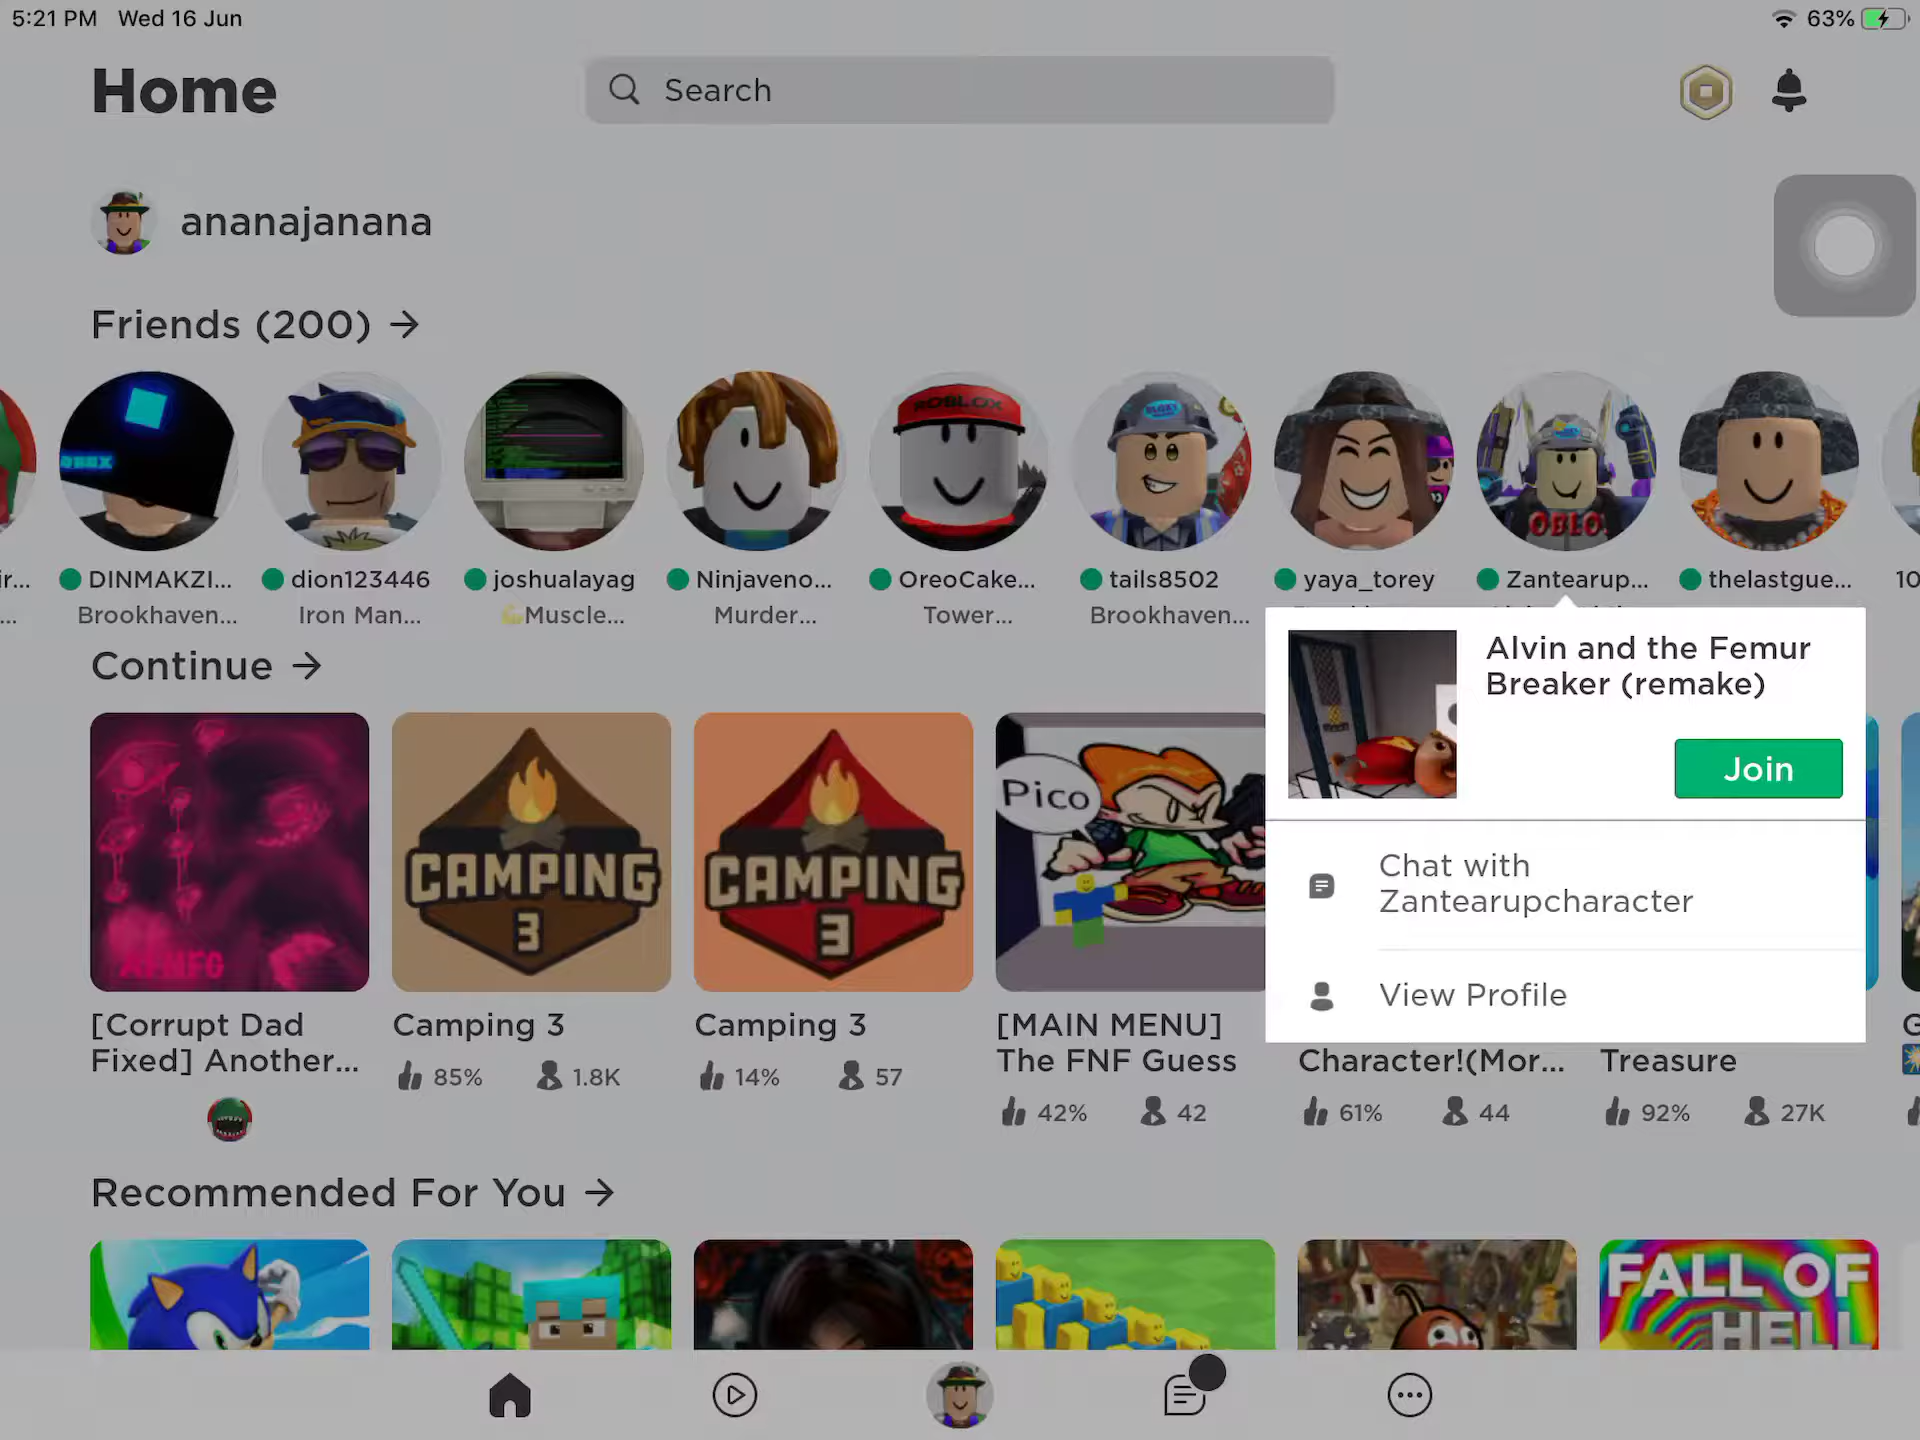 5:21 PM Wed 16 Jun
63%
Home
Search
ananajanana
Friends (200)
ir...
DINMAKZI...
dion123446
joshualayag
Ninjaveno...
OreoCake...
tails8502
yaya_torey
Zantearup...
thelastgue...
10
...
Brookhaven...
Iron Man...
💪Muscle...
Murder...
Tower...
Brookhaven...
ROBLOX
OBLO
Alvin and the Femur
Breaker (remake)
Join
Chat with
Zantearupcharacter
View Profile
Continue
CAMPING
3
CAMPING
3
Pico
[Corrupt Dad
Fixed] Another...
Camping 3
85% 1.8K
Camping 3
14% 57
[MAIN MENU]
The FNF Guess
42% 42
Character!(Mor...
61% 44
Treasure
92% 27K
G
Recommended For You
FALL OF
HELL